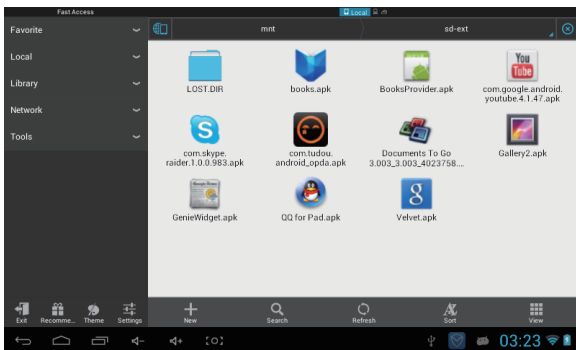 Fast Access
Local
Favorite
mnt
sd-ext
Local
Library
Network
Tools
LOST.DIR
books.apk
BooksProvider.apk
You
Tube
com.google.android.
youtube.4.1.47.apk
com.skype.
raider.1.0.0.983.apk
com.tudou.
android_opda.apk
Documents To Go
3.003_3.003_4023758....
Gallery2.apk
GenieWidget.apk
QQ for Pad.apk
Velvet.apk
Exit
Recomme...
Theme
Settings
New
Search
Refresh
Sort
View
03:23